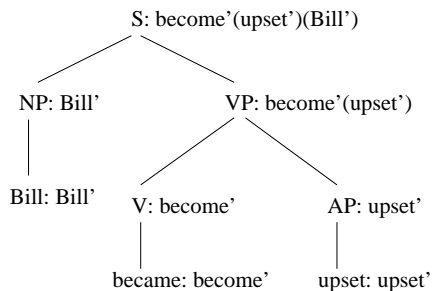 S: become’(upset’)(Bill’)
NP: Bill’ VP: become’(upset’)
Bill: Bill’ V: become’ AP: upset’
became: become’ upset: upset’